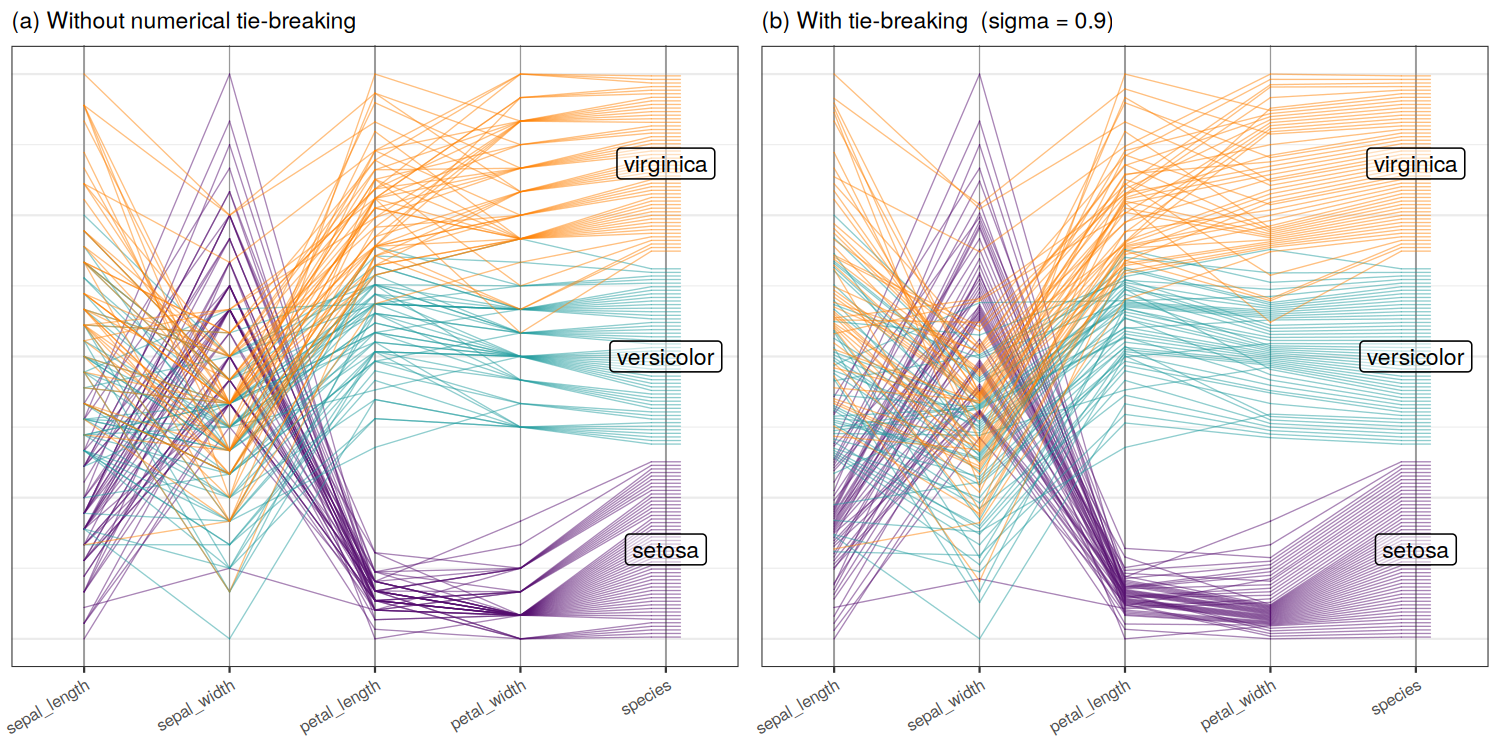 (a) Without numerical tie-breaking
virginica
versicolor
setosa
sepal_length
sepal_width
petal_length
petal_width
species
(b) With tie-breaking (sigma = 0.9)
virginica
versicolor
setosa
sepal_length
sepal_width
petal_length
petal_width
species